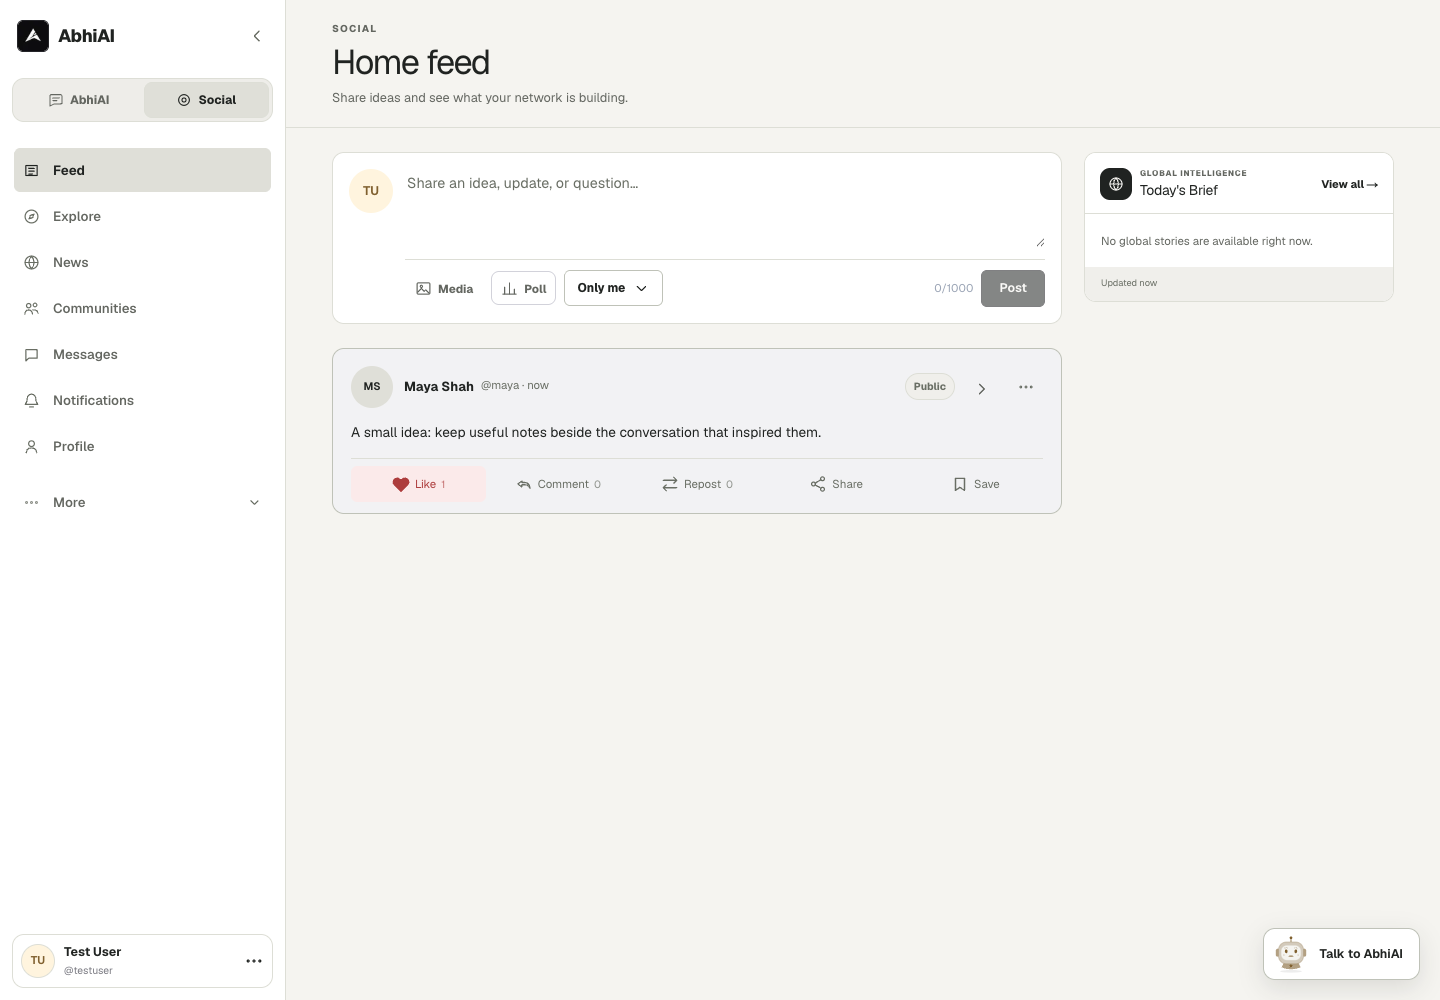 AbhiAI
AbhiAI
Social
Feed
Explore
News
Communities
Messages
Notifications
Profile
More
TU
Test User
@testuser
SOCIAL
Home feed
Share ideas and see what your network is building.
TU
Share an idea, update, or question...
Media
Poll
Only me
0/1000
Post
MS
Maya Shah @maya · now
Public
A small idea: keep useful notes beside the conversation that inspired them.
Like 1
Comment 0
Repost 0
Share
Save
GLOBAL INTELLIGENCE
Today's Brief
View all →
No global stories are available right now.
Updated now
Talk to AbhiAI